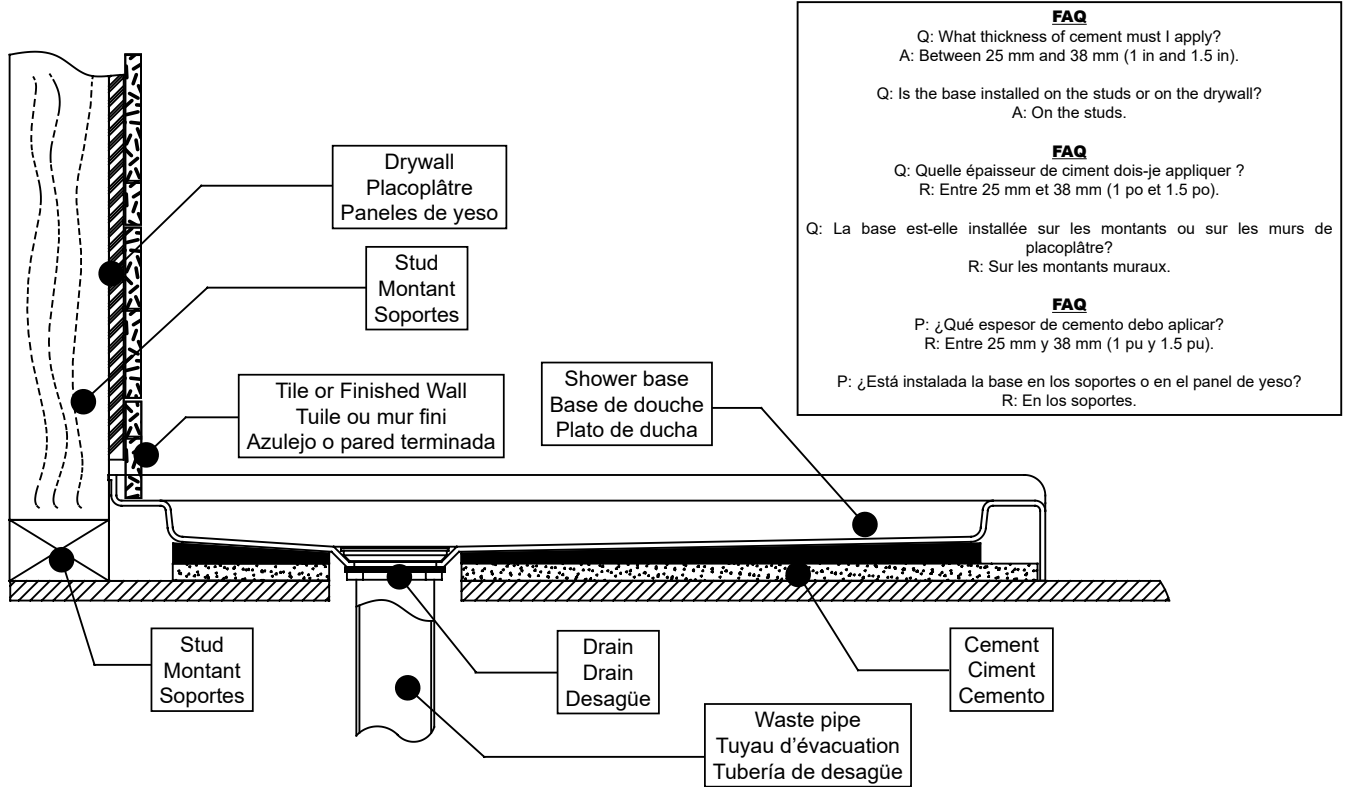 FAQ
Q: What thickness of cement must I apply?
A: Between 25 mm and 38 mm (1 in and 1.5 in).
Q: Is the base installed on the studs or on the drywall?
A: On the studs.
FAQ
Q: Quelle épaisseur de ciment dois-je appliquer ?
R: Entre 25 mm et 38 mm (1 po et 1.5 po).
Q: La base est-elle installée sur les montants ou sur les murs de
placoplâtre?
R: Sur les montants muraux.
FAQ
P: ¿Qué espesor de cemento debo aplicar?
R: Entre 25 mm y 38 mm (1 pu y 1.5 pu).
P: ¿Está instalada la base en los soportes o en el panel de yeso?
R: En los soportes.
Drywall
Placoplâtre
Paneles de yeso
Stud
Montant
Soportes
Tile or Finished Wall
Tuile ou mur fini
Azulejo o pared terminada
Shower base
Base de douche
Plato de ducha
Stud
Montant
Soportes
Drain
Drain
Desagüe
Cement
Ciment
Cemento
Waste pipe
Tuyau d’évacuation
Tubería de desagüe